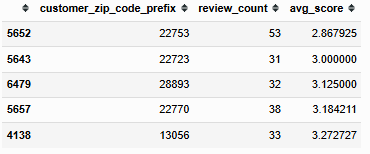 customer_zip_code_prefix review_count avg_score
5652 22753 53 2.867925
5643 22723 31 3.000000
6479 28893 32 3.125000
5657 22770 38 3.184211
4138 13056 33 3.272727